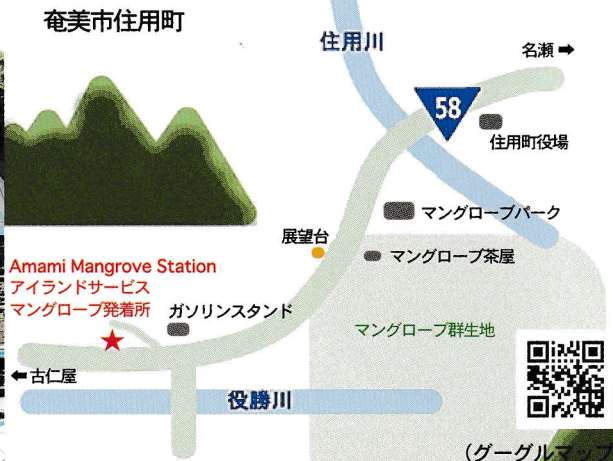 奄美市住用町
住用川
名瀬 ➡
58
住用町役場
マングローブパーク
展望台
マングローブ茶屋
Amami Mangrove Station
アイランドサービス
マングローブ発着所
ガソリンスタンド
マングローブ群生地
⬅ 古仁屋
役勝川
（グーグルマップ